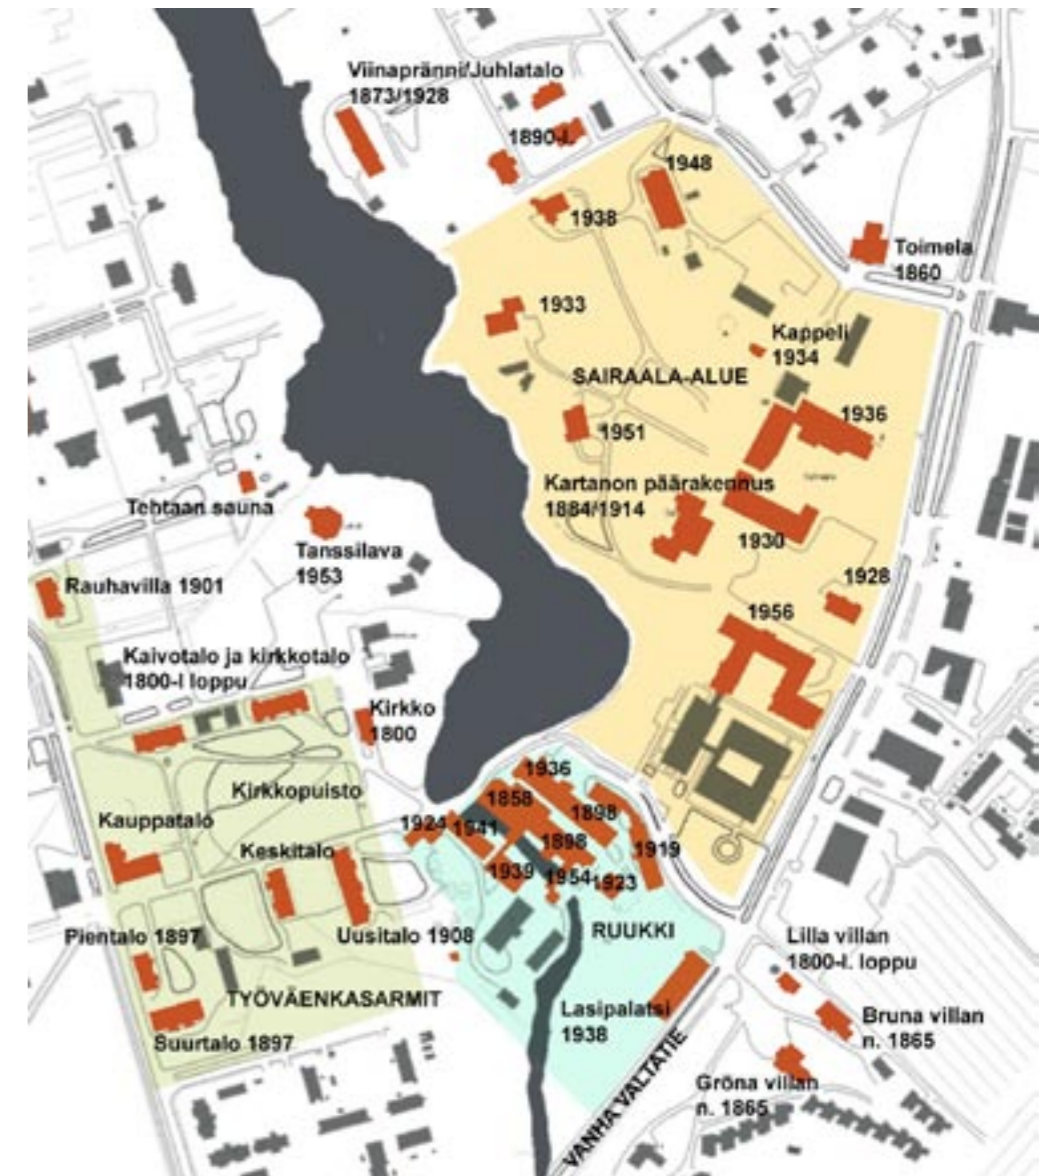 Viinapränni/Juhlatalo
1873/1928
1890-l.
1948
1938
Toimela
1860
1933
Kappeli
1934
SAIRAALA-ALUE
1936
1951
Kartanon päärakennus
1884/1914
Tehtaan sauna
1930
Tanssilava
1953
1928
Rauhavilla 1901
1956
Kaivotalo ja kirkkotalo
1800-l loppu
Kirkko
1800
1936
Kirkkopuisto
1858
1898
Kauppatalo
1924
1941
1898
Keskitalo
1919
1939
1954
1923
Pientalo 1897
Uusitalo 1908
RUUKKI
Lilla villan
1800-l. loppu
TYÖVÄENKASARMIT
Lasipalatsi
1938
Bruna villan
n. 1865
Suurtalo 1897
VANHA VALTATIE
Gröna villan
n. 1865